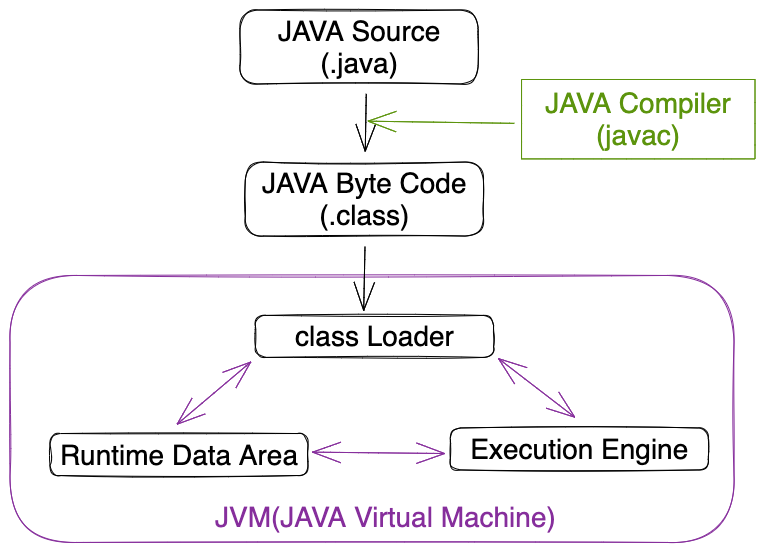 JAVA Source
(.java)
JAVA Compiler
(javac)
JAVA Byte Code
(.class)
class Loader
Runtime Data Area
Execution Engine
JVM(JAVA Virtual Machine)